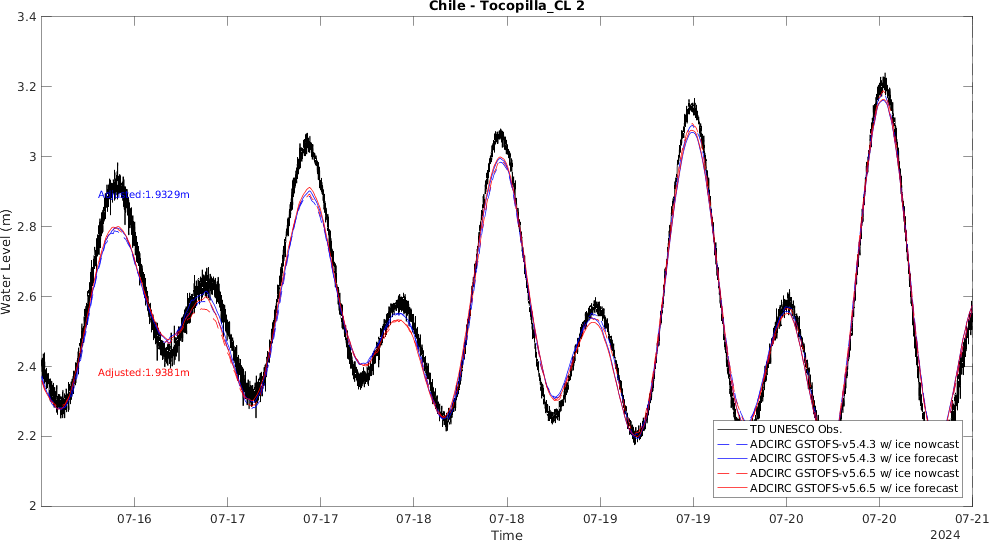 Chile - Tocopilla_CL 2
3.4
3.2
3
2.8
2.6
2.4
2.2
2
Water Level (m)
Adjusted:1.9329m
Adjusted:1.9381m
TD UNESCO Obs.
ADCIRC GSTOFS-v5.4.3 w/ ice nowcast
ADCIRC GSTOFS-v5.4.3 w/ ice forecast
ADCIRC GSTOFS-v5.6.5 w/ ice nowcast
ADCIRC GSTOFS-v5.6.5 w/ ice forecast
07-16 07-17 07-17 07-18 07-18 07-19 07-19 07-20 07-20 07-21
Time
2024